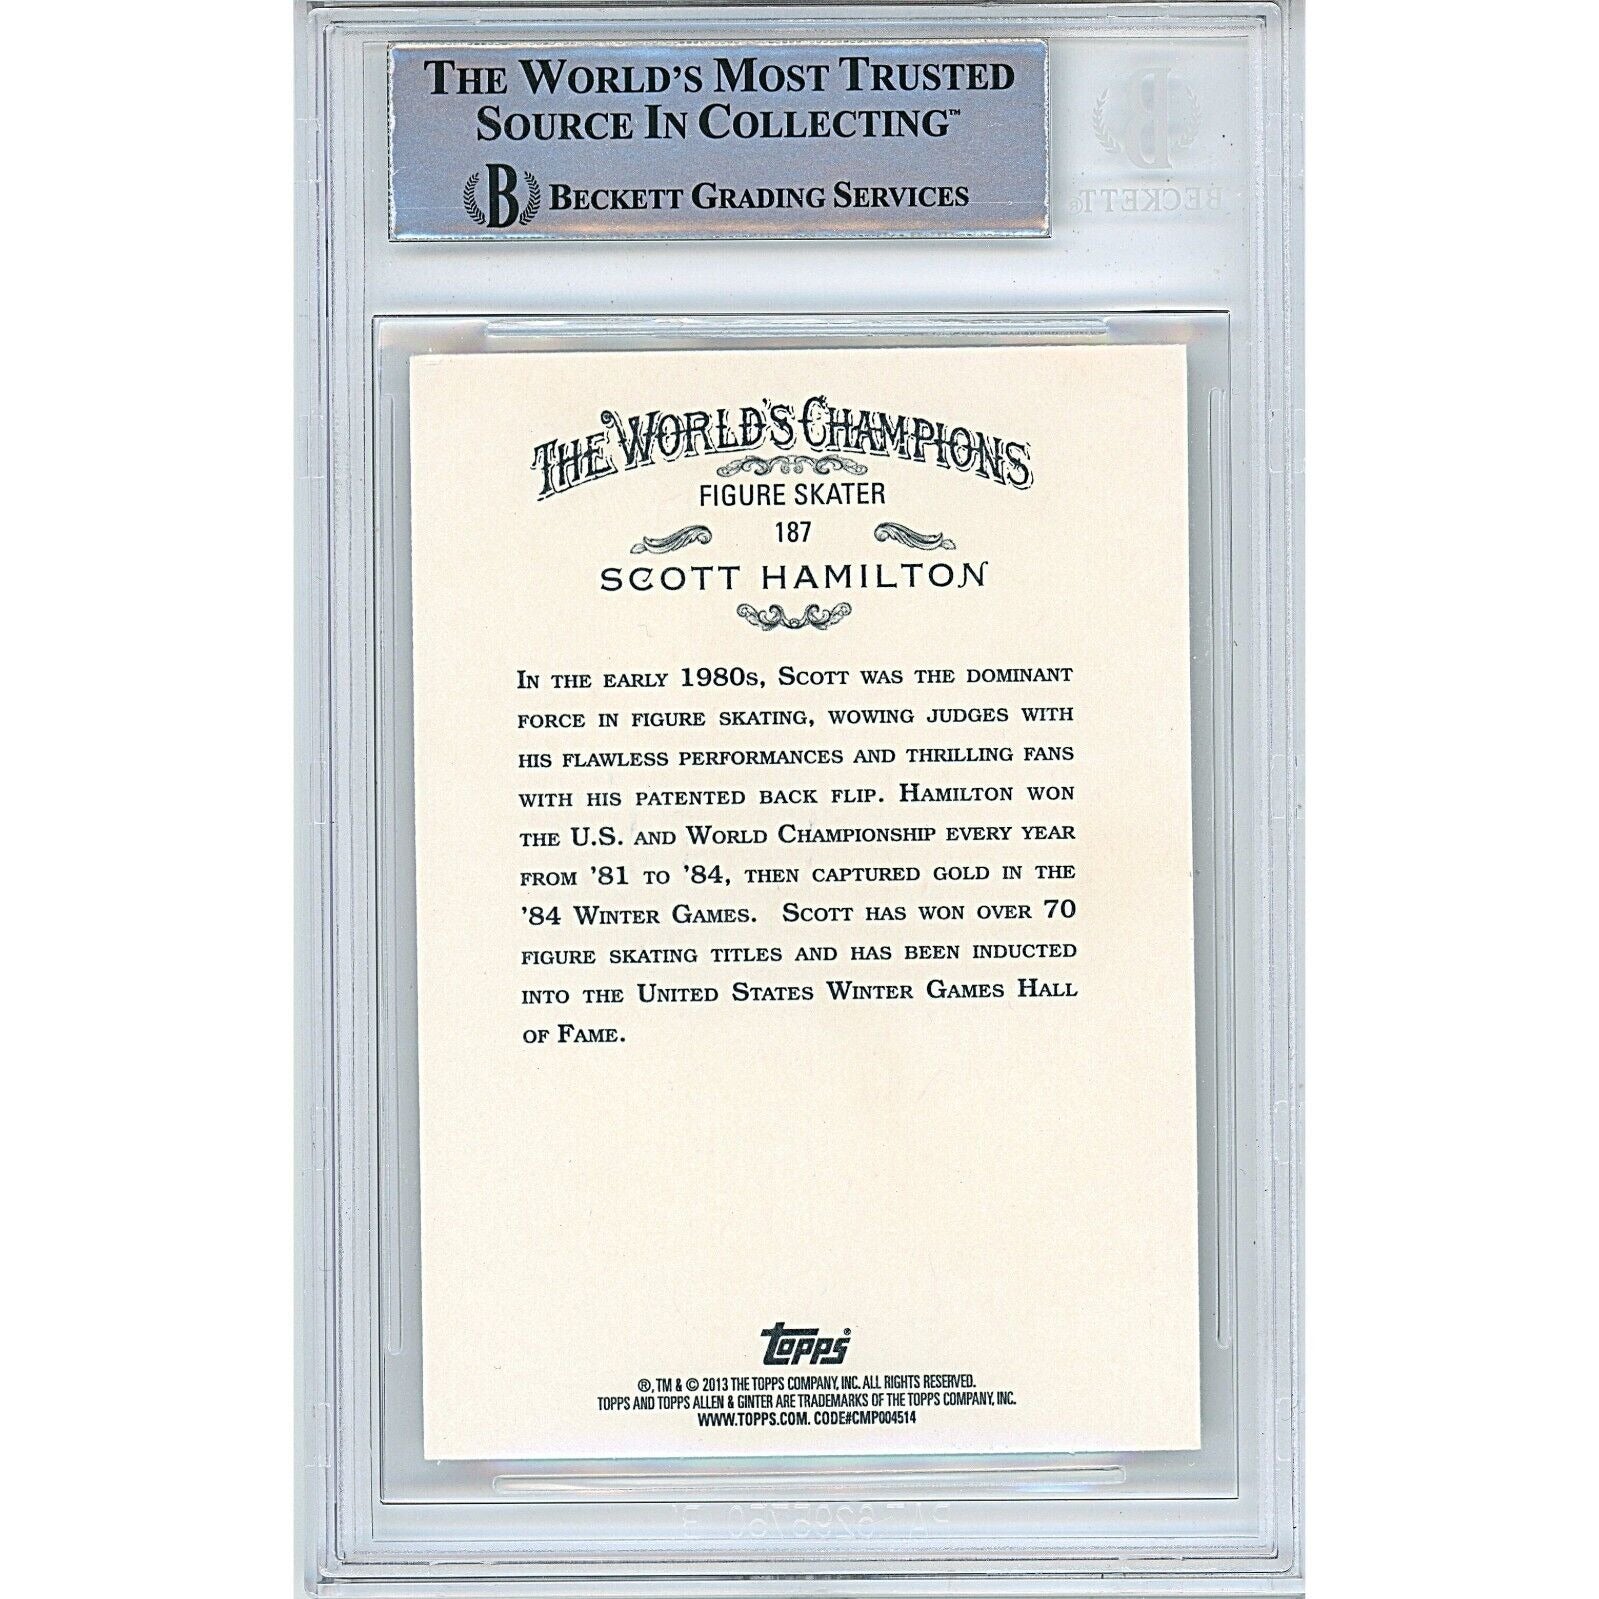 THE WORLD'S MOST TRUSTED
SOURCE IN COLLECTING™
B BECKETT GRADING SERVICES
BECKETT
THE WORLD'S CHAMPIONS
FIGURE SKATER
187
SCOTT HAMILTON
IN THE EARLY 1980S, SCOTT WAS THE DOMINANT
FORCE IN FIGURE SKATING, WOWING JUDGES WITH
HIS FLAWLESS PERFORMANCES AND THRILLING FANS
WITH HIS PATENTED BACK FLIP. HAMILTON WON
THE U.S. AND WORLD CHAMPIONSHIP EVERY YEAR
FROM '81 TO '84, THEN CAPTURED GOLD IN THE
'84 WINTER GAMES. SCOTT HAS WON OVER 70
FIGURE SKATING TITLES AND HAS BEEN INDUCTED
INTO THE UNITED STATES WINTER GAMES HALL
OF FAME.
Topps®
®, TM & © 2013 THE TOPPS COMPANY, INC. ALL RIGHTS RESERVED.
TOPPS AND TOPPS ALLEN & GINTER ARE TRADEMARKS OF THE TOPPS COMPANY, INC.
WWW.TOPPS.COM. CODE#CMP004514